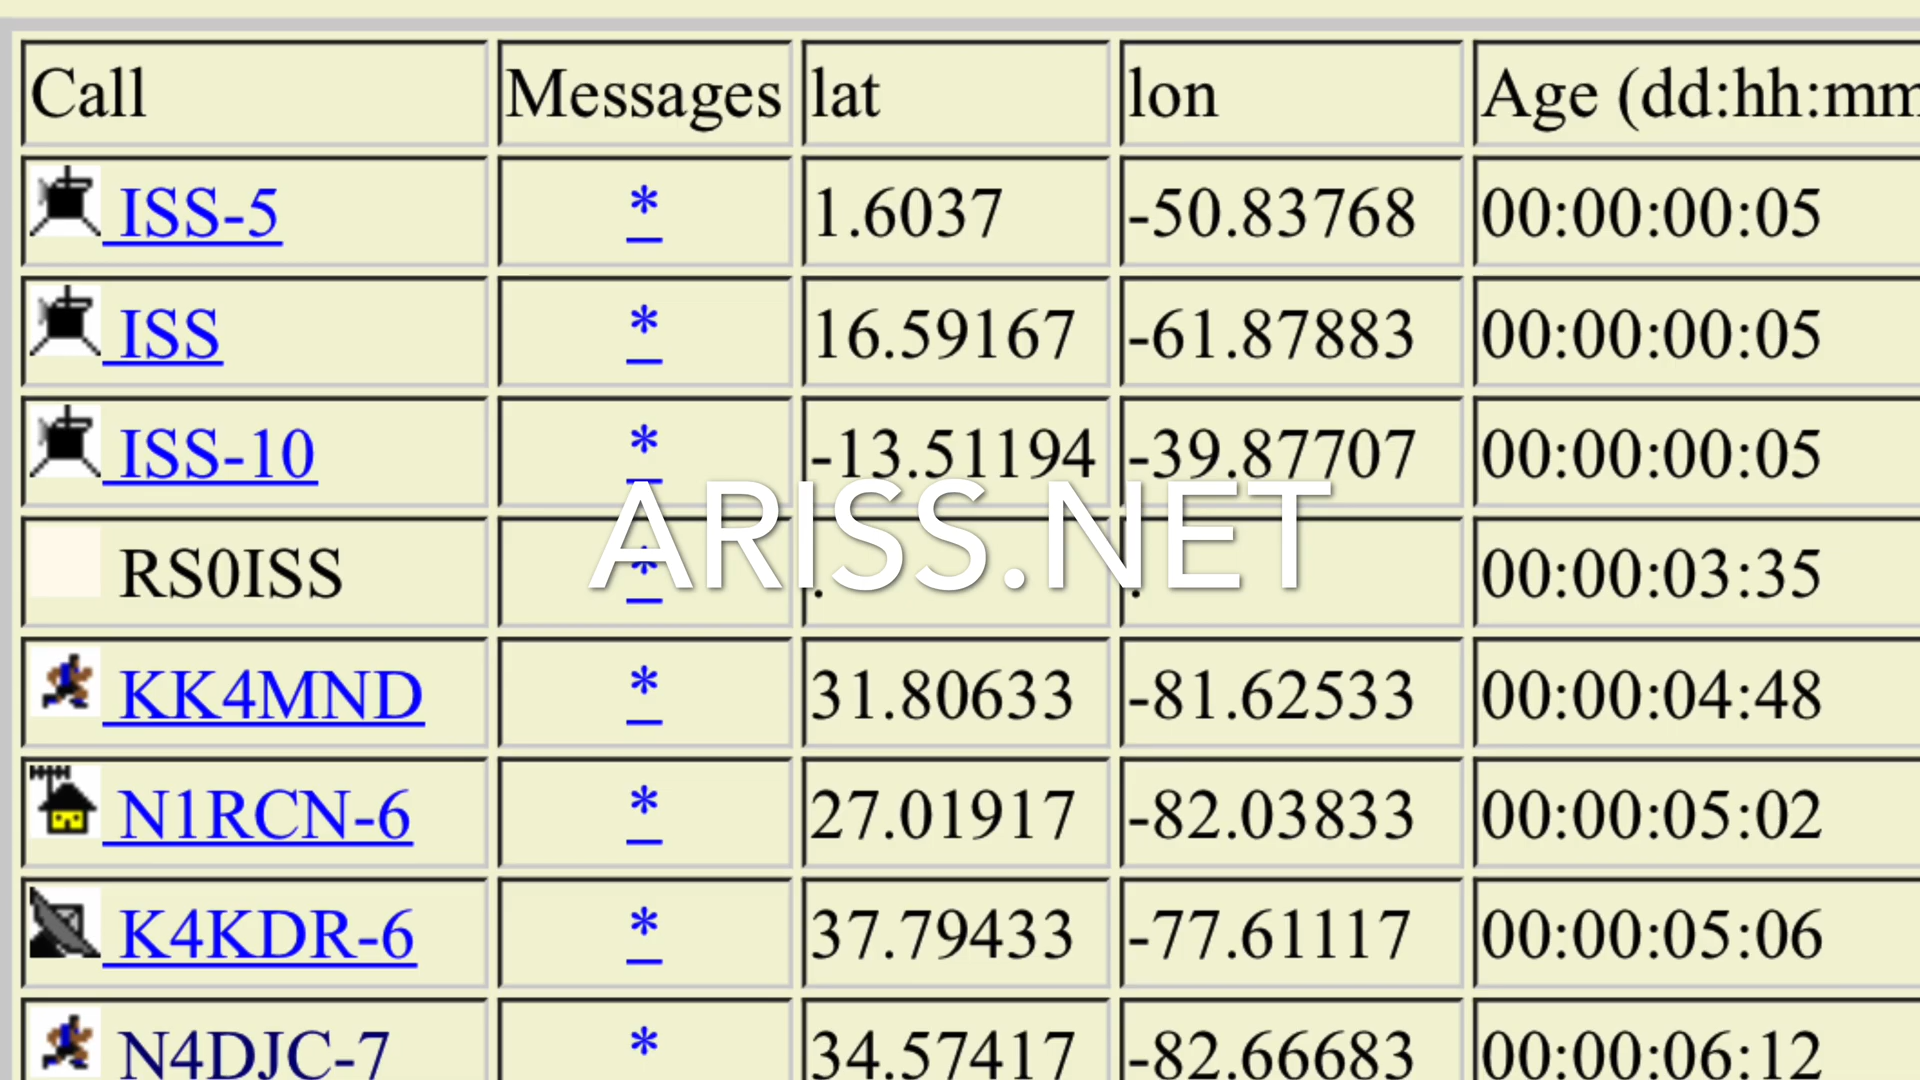 Call Messages lat lon Age (dd:hh:mm
ISS-5 * 1.6037 -50.83768 00:00:00:05
ISS * 16.59167 -61.87883 00:00:00:05
ISS-10 * -13.51194 -39.87707 00:00:00:05
ARISS.NET
RS0ISS * . . 00:00:03:35
KK4MND * 31.80633 -81.62533 00:00:04:48
N1RCN-6 * 27.01917 -82.03833 00:00:05:02
K4KDR-6 * 37.79433 -77.61117 00:00:05:06
N4DJC-7 * 34.57417 -82.66683 00:00:06:12